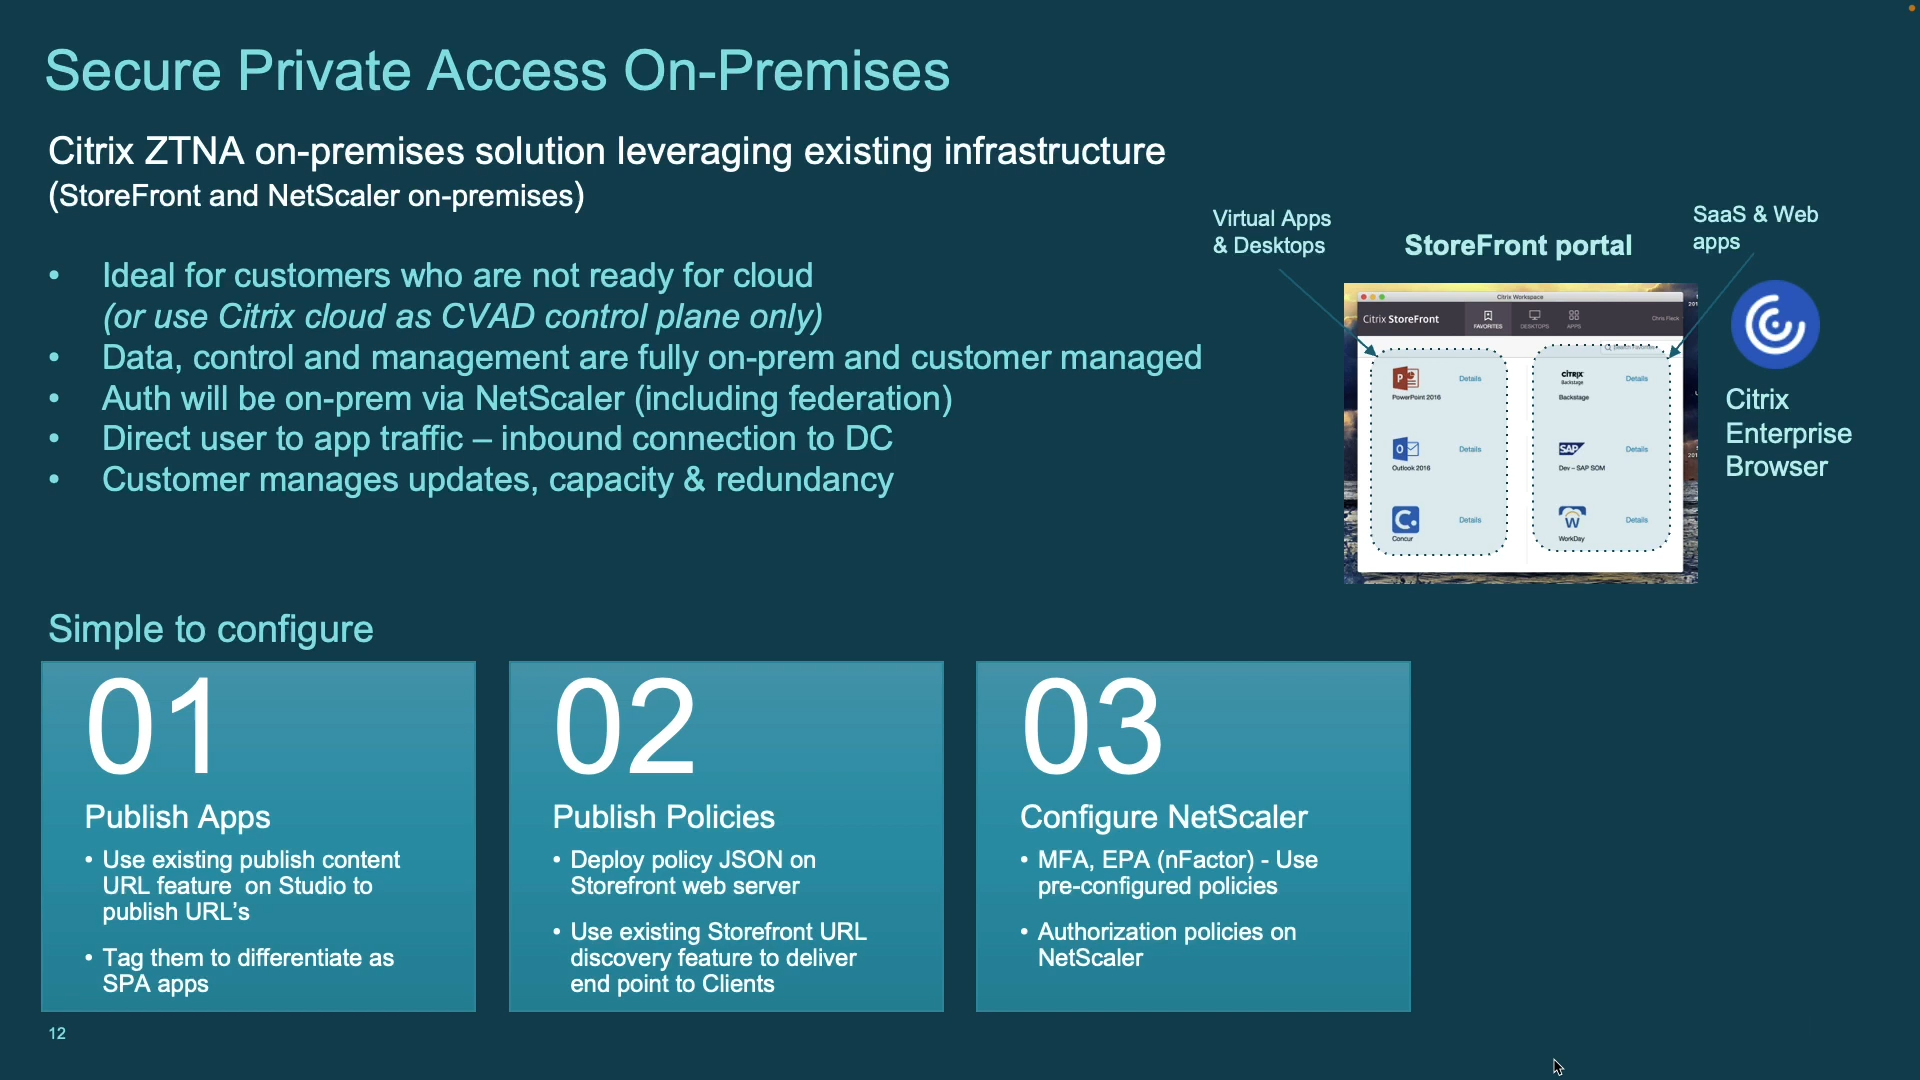 Secure Private Access On-Premises
Citrix ZTNA on-premises solution leveraging existing infrastructure
(StoreFront and NetScaler on-premises)
• Ideal for customers who are not ready for cloud
(or use Citrix cloud as CVAD control plane only)
• Data, control and management are fully on-prem and customer managed
• Auth will be on-prem via NetScaler (including federation)
• Direct user to app traffic – inbound connection to DC
• Customer manages updates, capacity & redundancy
Virtual Apps
& Desktops
StoreFront portal
SaaS & Web
apps
Citrix Workspace
Citrix StoreFront
FAVORITES
DESKTOPS
APPS
Chris Fleck
PowerPoint 2016
Details
Outlook 2016
Details
Concur
Details
CITRIX
Backstage
Backstage
Details
SAP
Dev – SAP SOM
Details
WorkDay
Details
Citrix
Enterprise
Browser
Simple to configure
01
Publish Apps
• Use existing publish content
URL feature  on Studio to
publish URL’s
• Tag them to differentiate as
SPA apps
02
Publish Policies
• Deploy policy JSON on
Storefront web server
• Use existing Storefront URL
discovery feature to deliver
end point to Clients
03
Configure NetScaler
• MFA, EPA (nFactor) - Use
pre-configured policies
• Authorization policies on
NetScaler
12